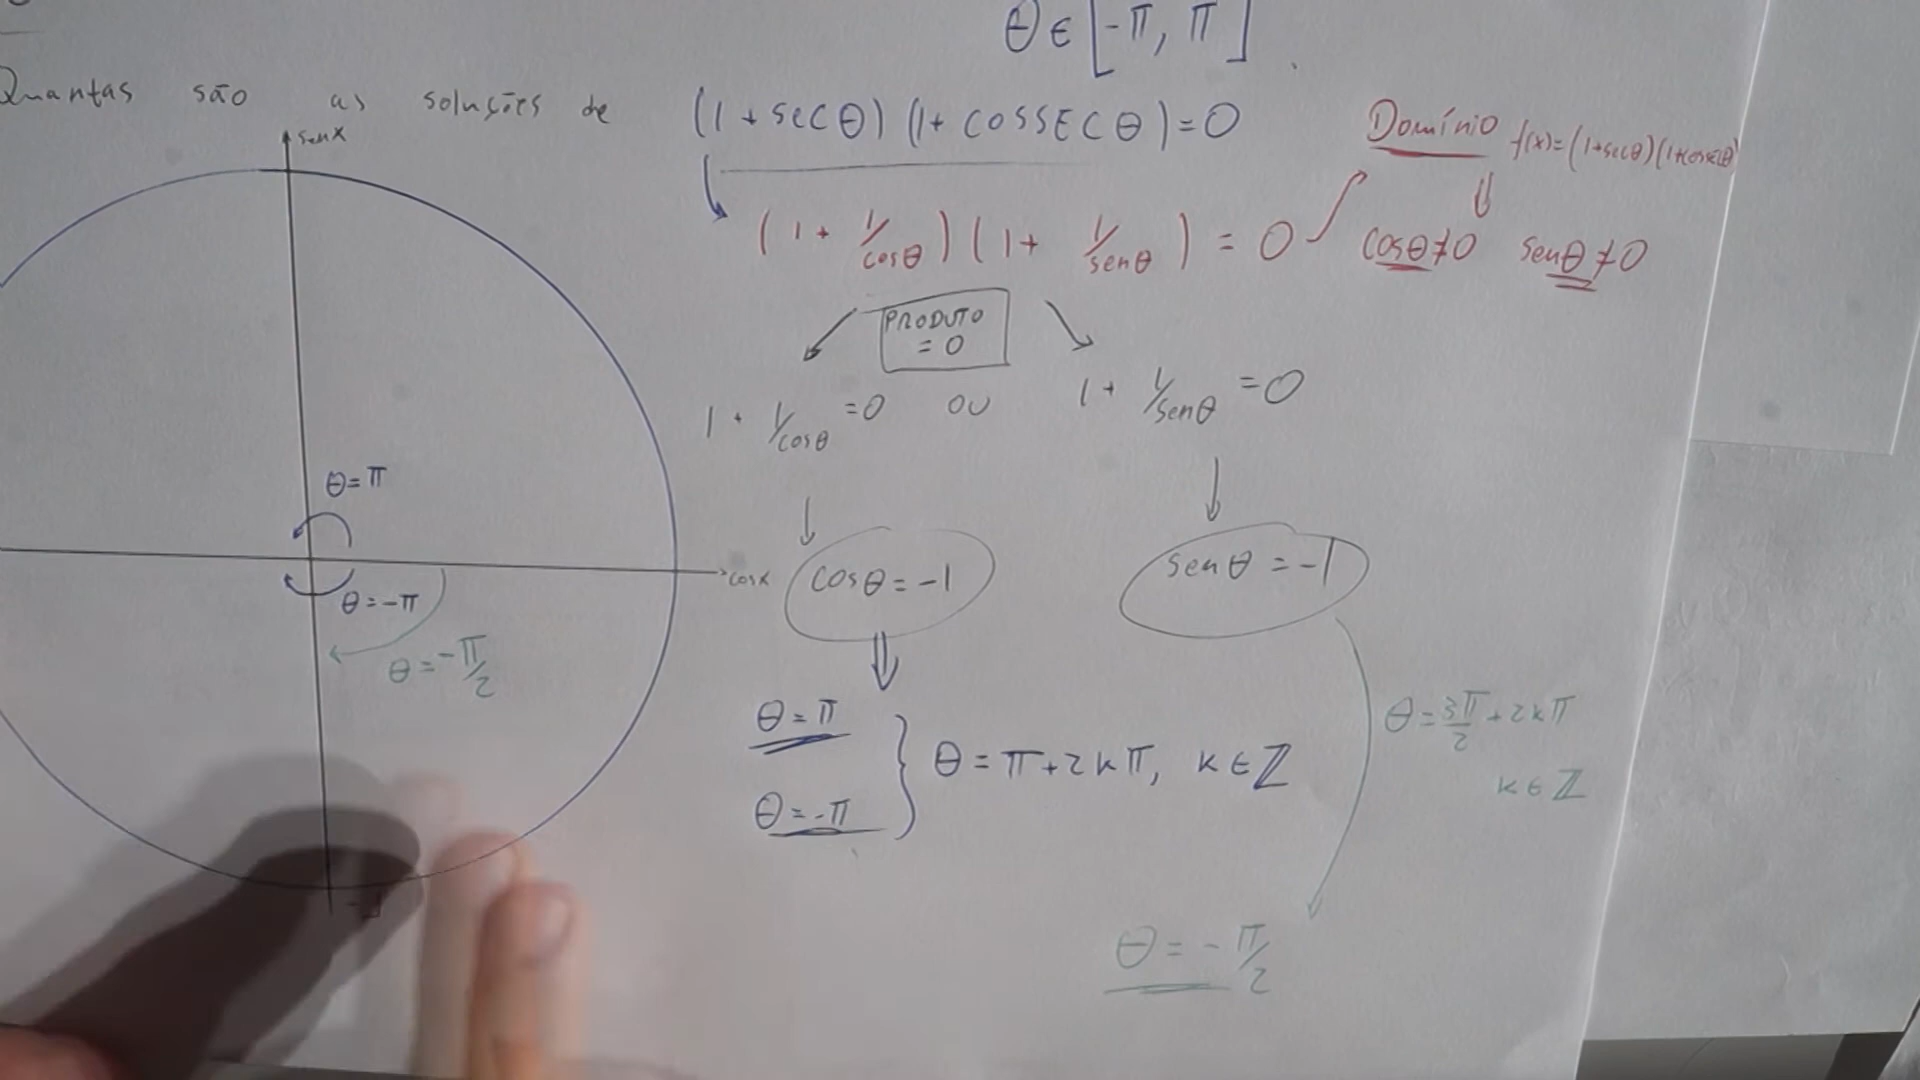 θ ∈ [-π, π]
Quantas são as soluções de (1 + secθ) (1 + COSSECθ) = 0
Domínio f(x) = (1+secθ)(1+cossecθ)
senx
(1 + 1/cosθ) (1 + 1/senθ) = 0
cosθ≠0 senθ≠0
PRODUTO
= 0
1 + 1/cosθ = 0 OU 1 + 1/senθ = 0
θ=π
cosx
cosθ = -1
senθ = -1
θ = -π
θ = -π/2
θ = π
θ = -π
θ = π + 2kπ, k ∈ ℤ
θ = 3π/2 + 2kπ
k ∈ ℤ
θ = - π/2